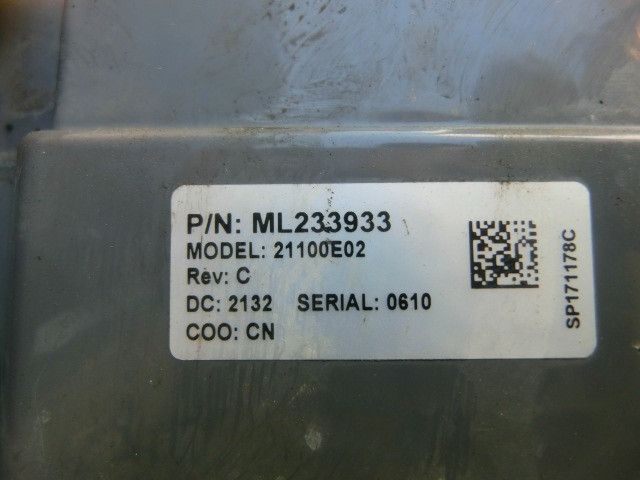 P/N: ML233933
MODEL: 21100E02
Rev: C
DC: 2132 SERIAL: 0610
COO: CN
SP171178C